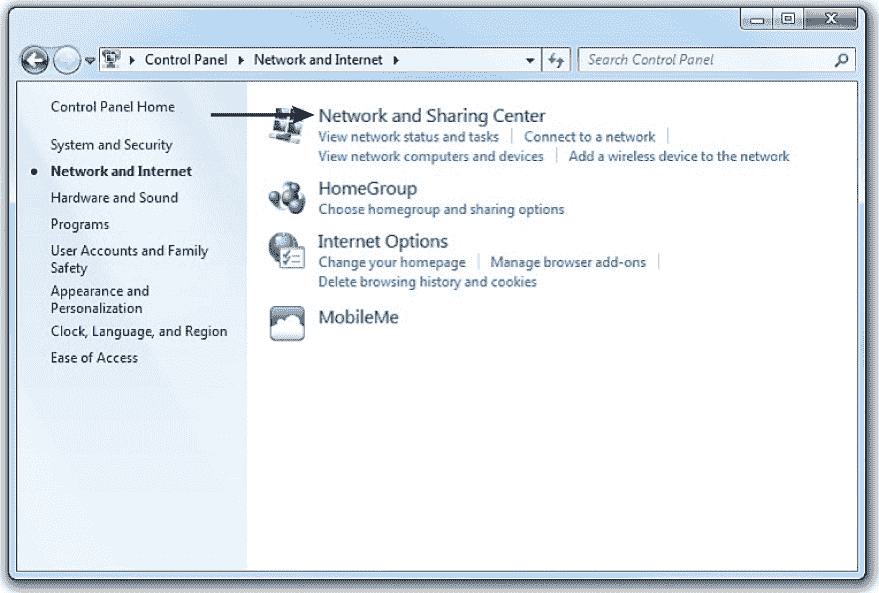 Control Panel Network and Internet Search Control Panel
Control Panel Home
System and Security
Network and Internet
Hardware and Sound
Programs
User Accounts and Family
Safety
Appearance and
Personalization
Clock, Language, and Region
Ease of Access
Network and Sharing Center
View network status and tasks Connect to a network
View network computers and devices Add a wireless device to the network
HomeGroup
Choose homegroup and sharing options
Internet Options
Change your homepage Manage browser add-ons
Delete browsing history and cookies
MobileMe